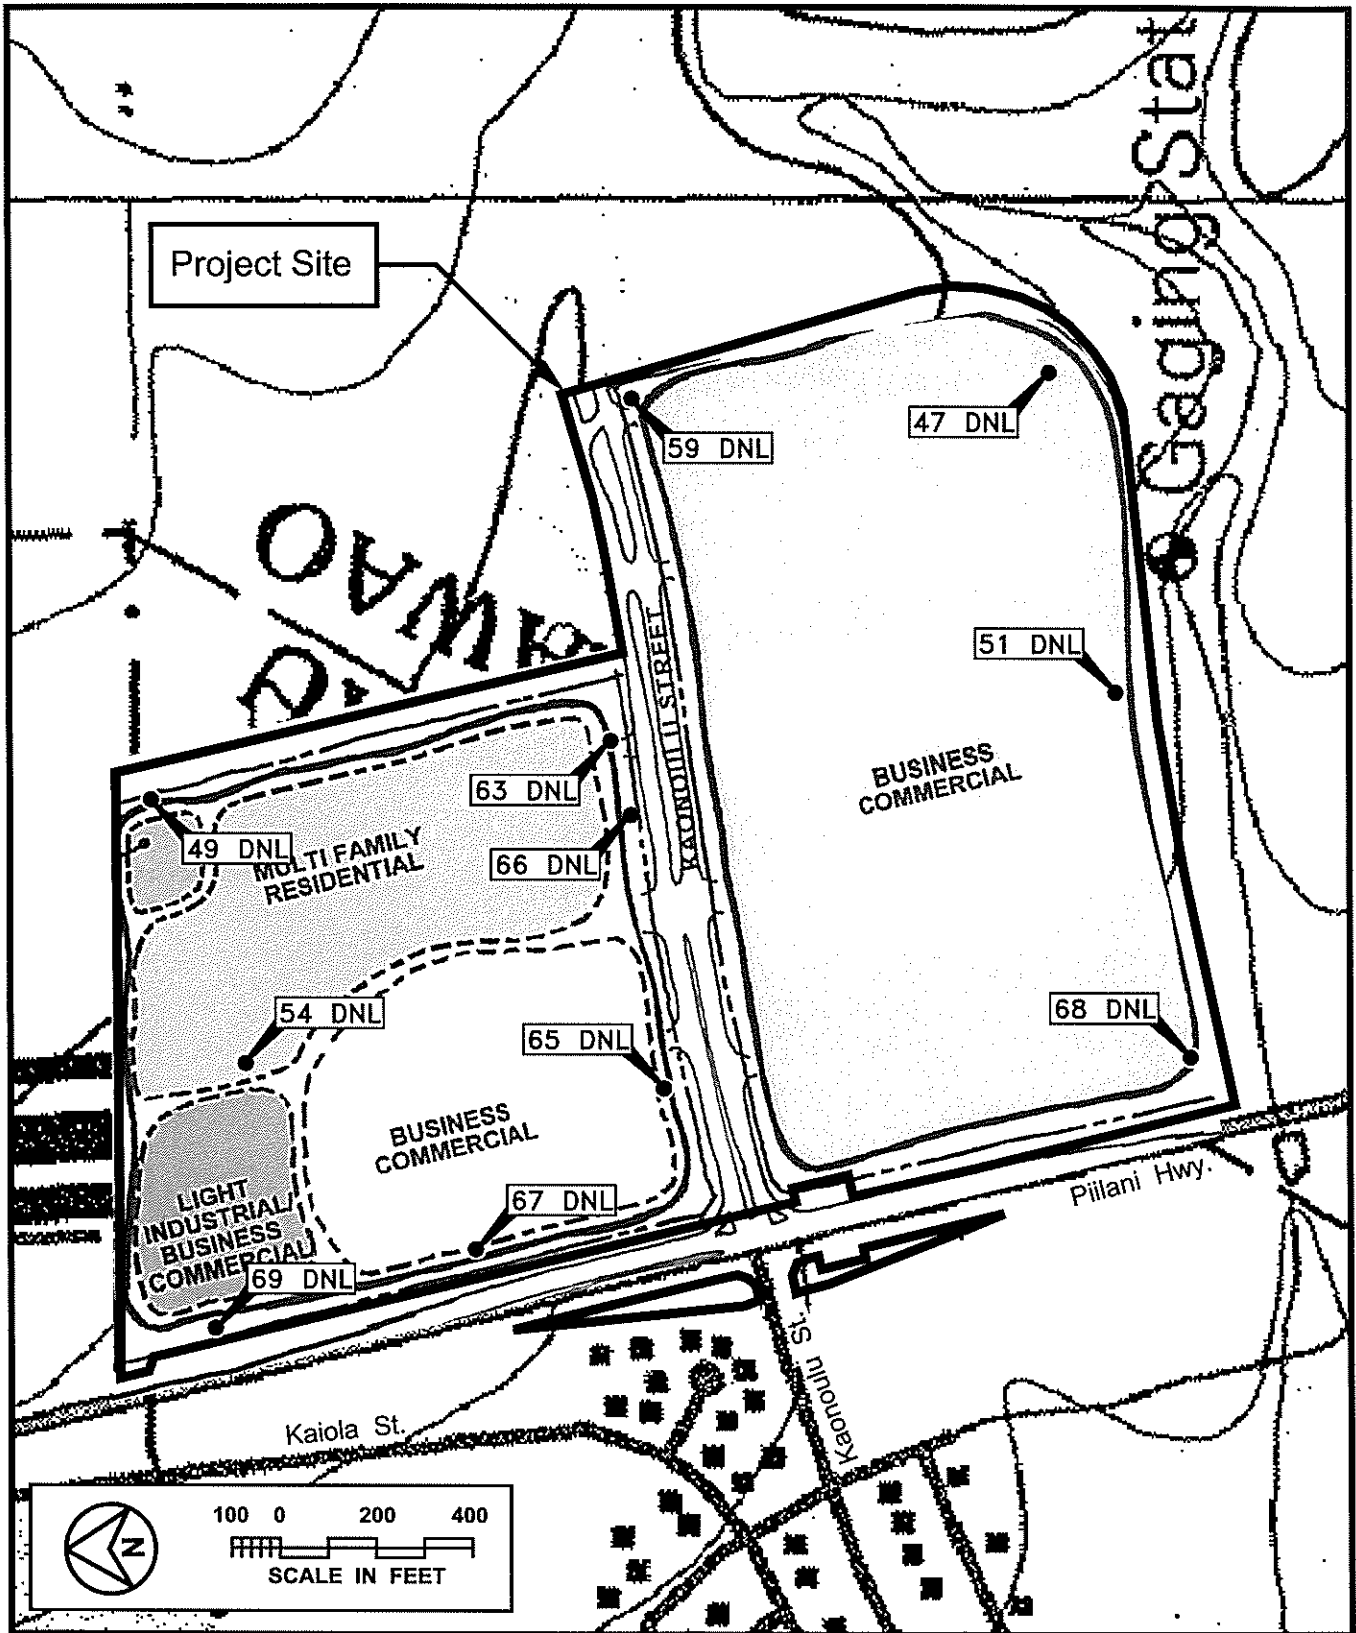 Gaging Stat
Project Site
47 DNL
59 DNL
51 DNL
KAONOULU STREET
BUSINESS
COMMERCIAL
63 DNL
49 DNL
MULTI FAMILY
RESIDENTIAL
66 DNL
54 DNL
65 DNL
68 DNL
BUSINESS
COMMERCIAL
LIGHT
INDUSTRIAL/
BUSINESS
COMMERCIAL
67 DNL
69 DNL
Piilani Hwy.
Kaonoulu St.
Kaiola St.
N
100 0 200 400
SCALE IN FEET